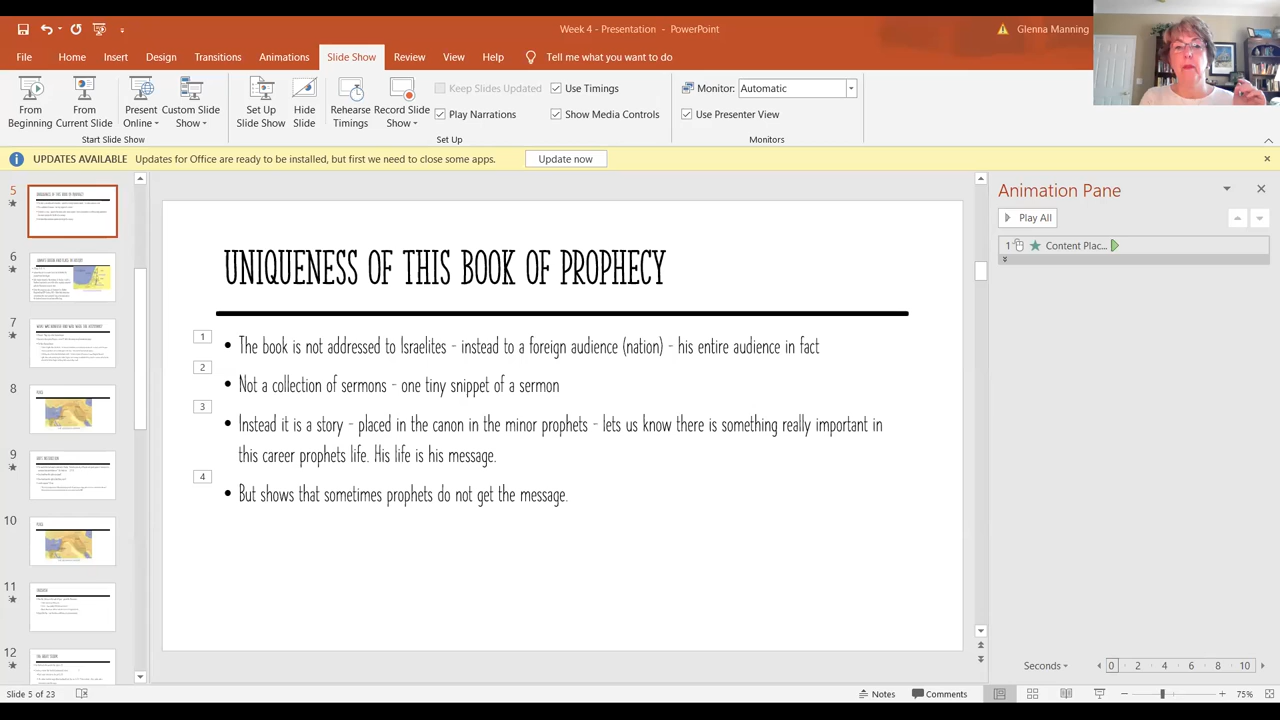 Week 4 - Presentation - PowerPoint
Glenna Manning
File Home Insert Design Transitions Animations Slide Show Review View Help Tell me what you want to do
From Beginning
From Current Slide
Present Online
Custom Slide Show
Set Up Slide Show
Hide Slide
Rehearse Timings
Record Slide Show
Keep Slides Updated
Play Narrations
Use Timings
Show Media Controls
Monitor: Automatic
Use Presenter View
Start Slide Show
Set Up
Monitors
UPDATES AVAILABLE Updates for Office are ready to be installed, but first we need to close some apps. Update now
5
6
7
8
9
10
11
12
UNIQUENESS OF THIS BOOK OF PROPHECY
1
• The book is not addressed to Israelites - instead to a foreign audience (nation) - his entire audience in fact
2
• Not a collection of sermons - one tiny snippet of a sermon
3
• Instead it is a story - placed in the canon in the minor prophets - lets us know there is something really important in
this career prophets life. His life is his message.
4
• But shows that sometimes prophets do not get the message.
Animation Pane
Play All
1 Content Plac...
Seconds 0 2 4 6 8 10
Slide 5 of 23
Notes Comments 75%